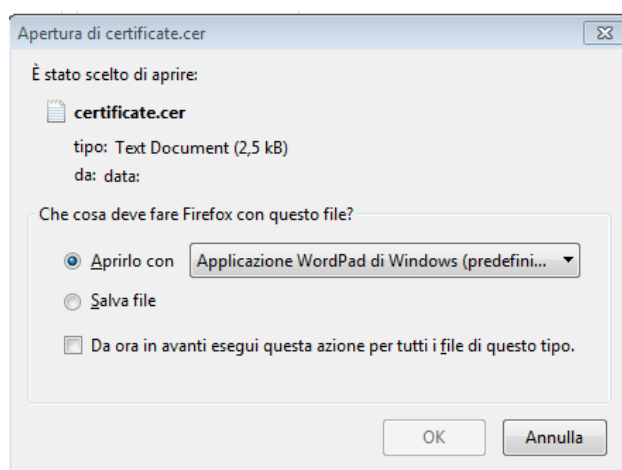 Apertura di certificate.cer
È stato scelto di aprire:
certificate.cer
tipo: Text Document (2,5 kB)
da: data:
Che cosa deve fare Firefox con questo file?
Aprirlo con Applicazione WordPad di Windows (predefini...
Salva file
Da ora in avanti esegui questa azione per tutti i file di questo tipo.
OK Annulla